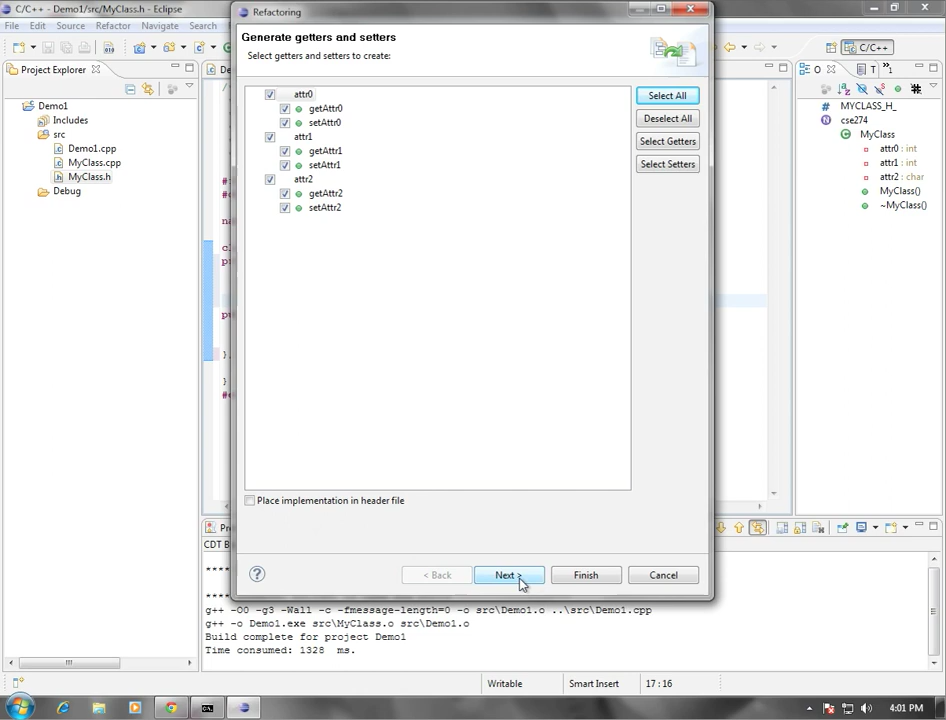 C/C++ - Demo1/src/MyClass.h - Eclipse
File Edit Source Refactor Navigate Search
C/C++
Project Explorer
Demo1
Includes
src
Demo1.cpp
MyClass.cpp
MyClass.h
Debug
Refactoring
Generate getters and setters
Select getters and setters to create:
attr0
getAttr0
setAttr0
attr1
getAttr1
setAttr1
attr2
getAttr2
setAttr2
Select All
Deselect All
Select Getters
Select Setters
Place implementation in header file
?
< Back Next > Finish Cancel
O T »1
# MYCLASS_H_
cse274
MyClass
attr0 : int
attr1 : int
attr2 : char
MyClass()
~MyClass()
g++ -O0 -g3 -Wall -c -fmessage-length=0 -o src\Demo1.o ..\src\Demo1.cpp
g++ -o Demo1.exe src\MyClass.o src\Demo1.o
Build complete for project Demo1
Time consumed: 1328 ms.
Writable Smart Insert 17 : 16
4:01 PM